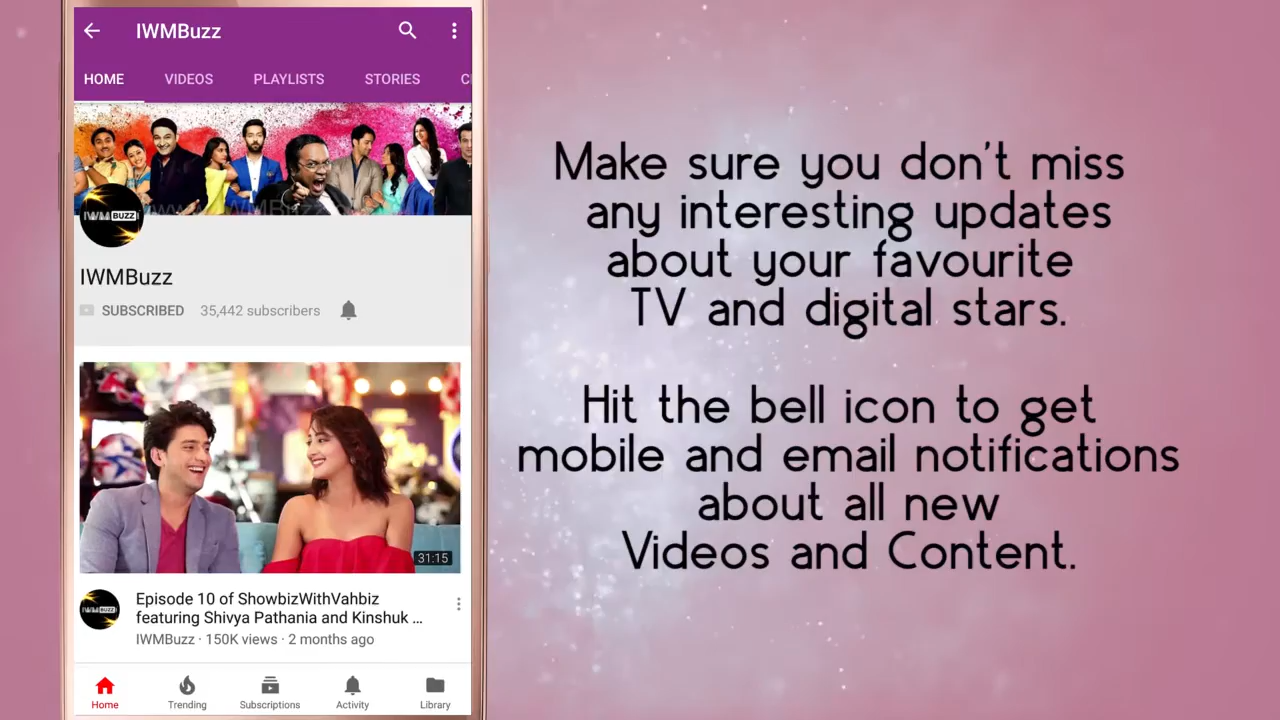 IWMBuzz
HOME VIDEOS PLAYLISTS STORIES
IWMBUZZ
IWMBuzz
SUBSCRIBED 35,442 subscribers
31:15
Episode 10 of ShowbizWithVahbiz
featuring Shivya Pathania and Kinshuk ...
IWMBuzz · 150K views · 2 months ago
Home Trending Subscriptions Activity Library
Make sure you don't miss
any interesting updates
about your favourite
TV and digital stars.
Hit the bell icon to get
mobile and email notifications
about all new
Videos and Content.